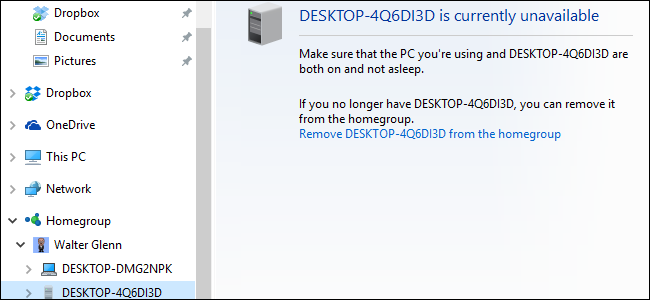 Dropbox
Documents
Pictures
Dropbox
OneDrive
This PC
Network
Homegroup
Walter Glenn
DESKTOP-DMG2NPK
DESKTOP-4Q6DI3D
DESKTOP-4Q6DI3D is currently unavailable
Make sure that the PC you're using and DESKTOP-4Q6DI3D are
both on and not asleep.
If you no longer have DESKTOP-4Q6DI3D, you can remove it
from the homegroup.
Remove DESKTOP-4Q6DI3D from the homegroup